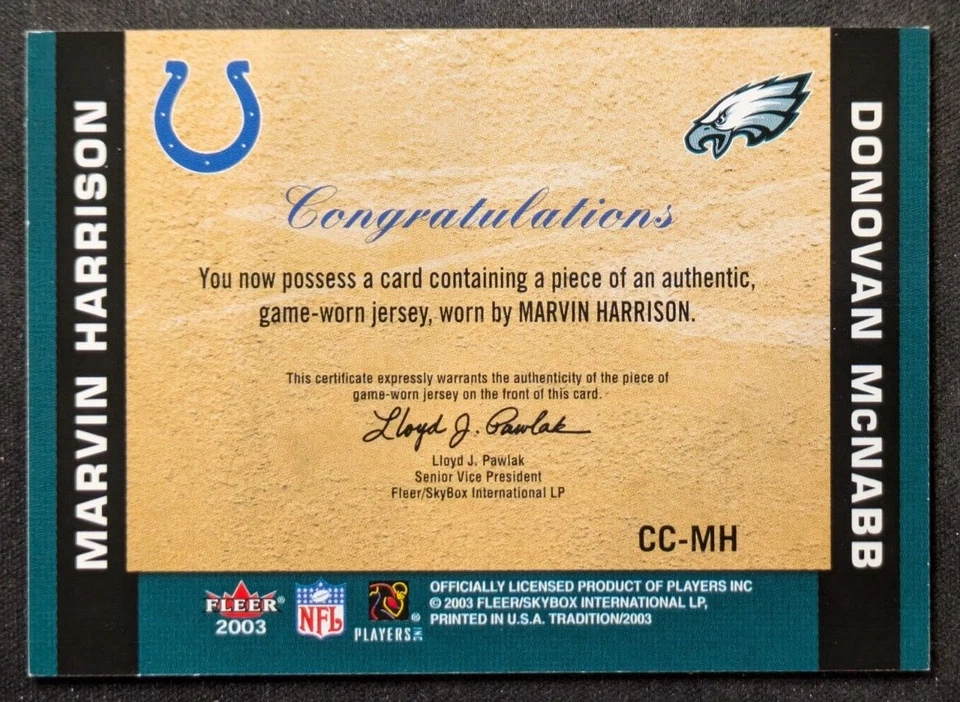 MARVIN HARRISON
DONOVAN McNABB
Congratulations
You now possess a card containing a piece of an authentic,
game-worn jersey, worn by MARVIN HARRISON.
This certificate expressly warrants the authenticity of the piece of
game-worn jersey on the front of this card.
Lloyd J. Pawlak
Lloyd J. Pawlak
Senior Vice President
Fleer/SkyBox International LP
CC-MH
FLEER®
2003
NFL
PLAYERS INC
®
OFFICIALLY LICENSED PRODUCT OF PLAYERS INC
© 2003 FLEER/SKYBOX INTERNATIONAL LP,
PRINTED IN U.S.A. TRADITION/2003